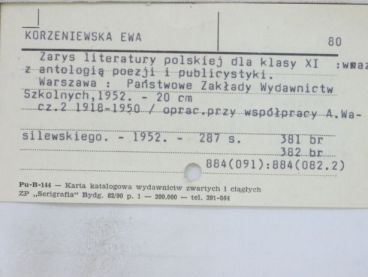 KORZENIEWSKA EWA 80
Zarys literatury polskiej dla klasy XI :wraz
z antologią poezji i publicystyki.
Warszawa : Państwowe Zakłady Wydawnictw
Szkolnych,1952. - 20 cm
cz.2 1918-1950 / oprac.przy współpracy A.Wa-
silewskiego. - 1952. - 287 s. 381 br
382 br
884(091):884(082.2)
Pu-B-144 — Karta katalogowa wydawnictw zwartych i ciągłych
ZP „Serigrafia" Bydg. 62/90 p. 1 — 200.000 — tel. 391-664